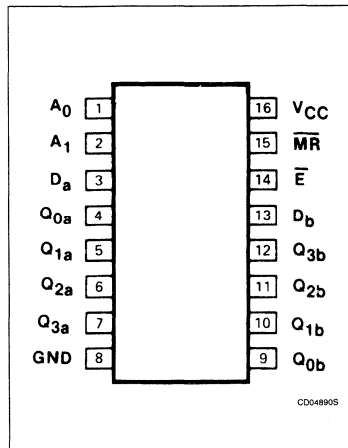 A0 1 16 VCC
A1 2 15 MR
Da 3 14 E
Q0a 4 13 Db
Q1a 5 12 Q3b
Q2a 6 11 Q2b
Q3a 7 10 Q1b
GND 8 9 Q0b
CD04890S